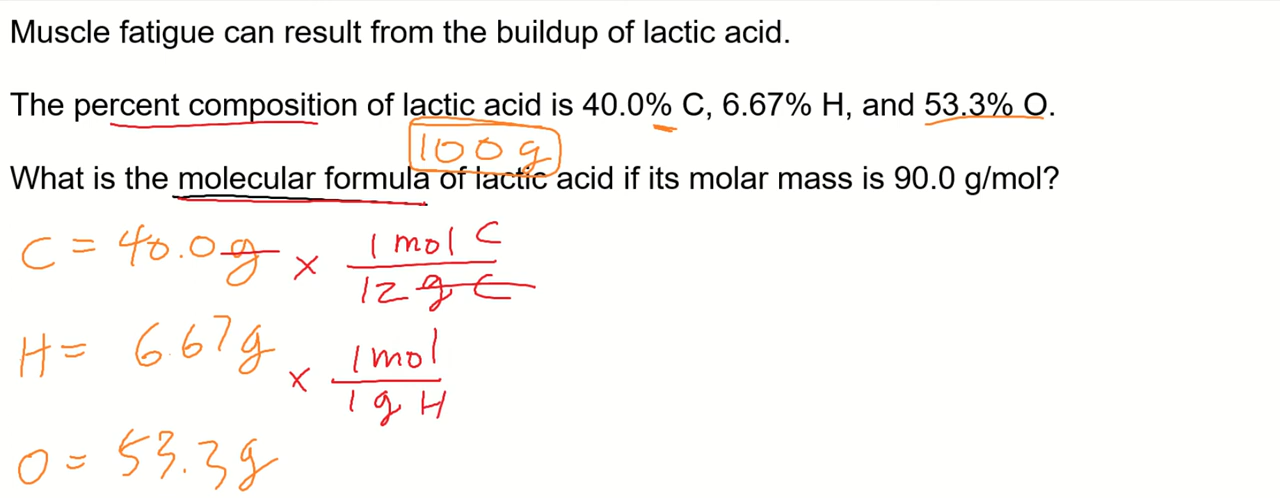 Muscle fatigue can result from the buildup of lactic acid.
The percent composition of lactic acid is 40.0% C, 6.67% H, and 53.3% O.
100 g
What is the molecular formula of lactic acid if its molar mass is 90.0 g/mol?
C = 40.0 g × 1 mol C / 12 g C
H = 6.67 g × 1 mol / 1 g H
O = 53.3 g